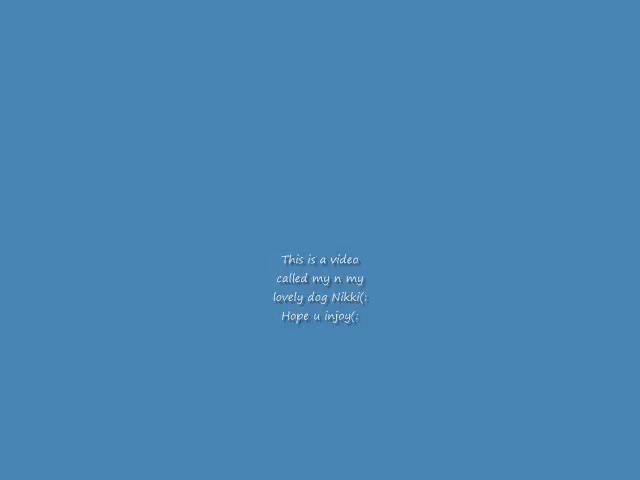 This is a video
called my n my
lovely dog Nikki(:
Hope u injoy(: